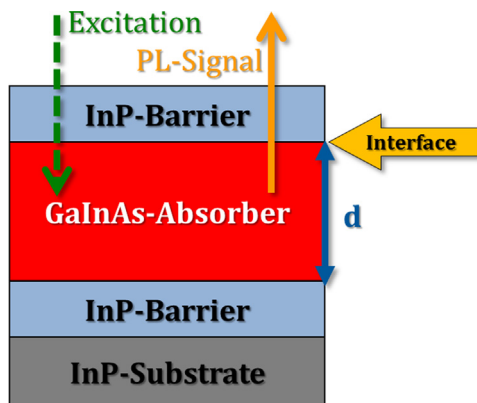 Excitation
PL-Signal
InP-Barrier
Interface
GaInAs-Absorber
d
InP-Barrier
InP-Substrate